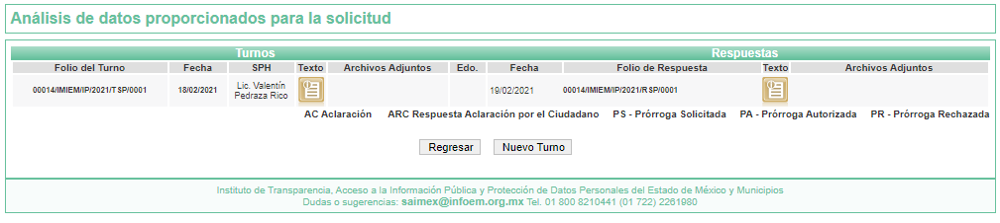 Análisis de datos proporcionados para la solicitud
Turnos Respuestas
Folio del Turno Fecha SPH Texto Archivos Adjuntos Edo. Fecha Folio de Respuesta Texto Archivos Adjuntos
00014/IMIEM/IP/2021/TSP/0001 18/02/2021 Lic. Valentín Pedraza Rico 19/02/2021 00014/IMIEM/IP/2021/RSP/0001
AC Aclaración ARC Respuesta Aclaración por el Ciudadano PS - Prórroga Solicitada PA - Prórroga Autorizada PR - Prórroga Rechazada
Regresar Nuevo Turno
Instituto de Transparencia, Acceso a la Información Pública y Protección de Datos Personales del Estado de México y Municipios
Dudas o sugerencias: saimex@infoem.org.mx Tel. 01 800 8210441 (01 722) 2261980